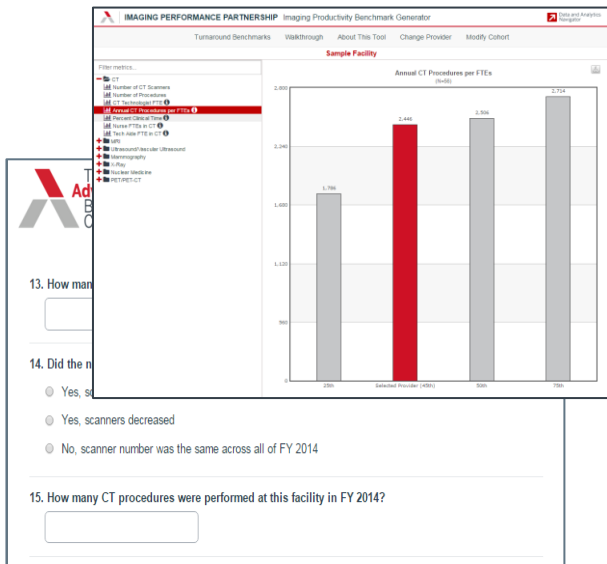 IMAGING PERFORMANCE PARTNERSHIP Imaging Productivity Benchmark Generator
Data and Analytics
Navigator
Turnaround Benchmarks Walkthrough About This Tool Change Provider Modify Cohort
Sample Facility
Filter metrics...
CT
Number of CT Scanners
Number of Procedures
CT Technologist FTE
Annual CT Procedures per FTEs
Percent Clinical Time
Nurse FTEs in CT
Tech Aide FTE in CT
MRI
Ultrasound/Vascular Ultrasound
Mammography
X-Ray
Nuclear Medicine
PET/PET-CT
Annual CT Procedures per FTEs
2,800
2,240
1,680
1,120
560
0
1,786
2,446
2,506
2,714
25th
Selected Provider (45th)
50th
75th
T
Ad
B
C
13. How man
14. Did the n
Yes, sc
Yes, scanners decreased
No, scanner number was the same across all of FY 2014
15. How many CT procedures were performed at this facility in FY 2014?